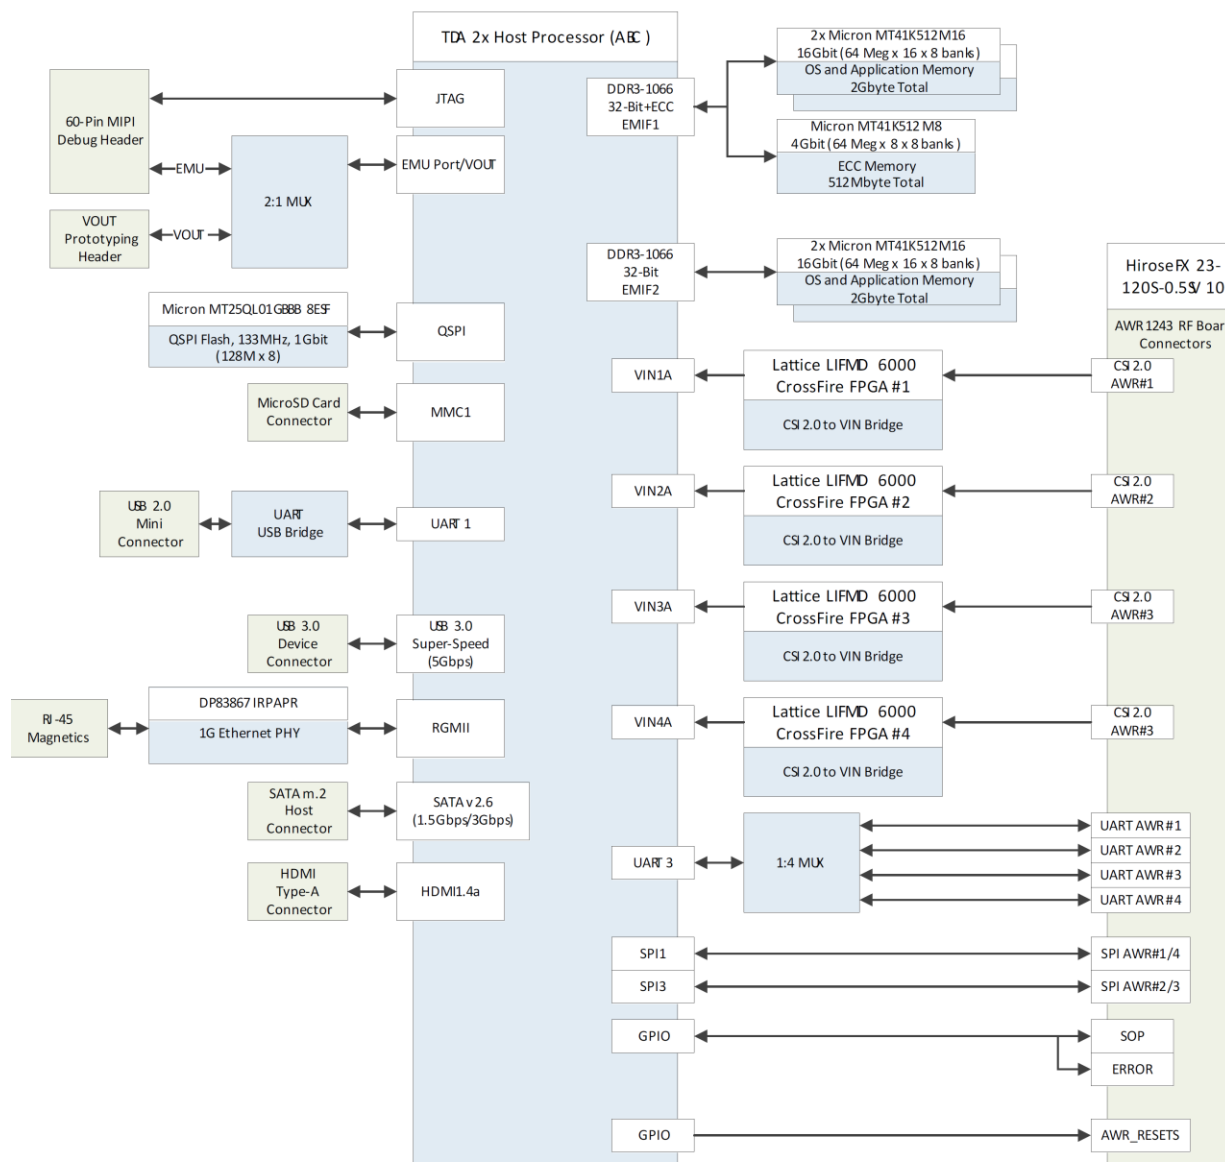 TDA 2x Host Processor (ABC)
60-Pin MIPI
Debug Header
JTAG
EMU
2:1 MUX
EMU Port/VOUT
VOUT
Prototyping
Header
VOUT
Micron MT25QL01GBBB 8ESF
QSPI Flash, 133MHz, 1Gbit
(128M x 8)
QSPI
MicroSD Card
Connector
MMC1
USB 2.0
Mini
Connector
UART
USB Bridge
UART 1
USB 3.0
Device
Connector
USB 3.0
Super-Speed
(5Gbps)
RJ-45
Magnetics
DP83867 IRPAPR
1G Ethernet PHY
RGMII
SATA m.2
Host
Connector
SATA v 2.6
(1.5Gbps/3Gbps)
HDMI
Type-A
Connector
HDMI1.4a
DDR3-1066
32-Bit+ECC
EMIF1
2x Micron MT41K512M16
16Gbit (64 Meg x 16 x 8 banks)
OS and Application Memory
2Gbyte Total
Micron MT41K512 M8
4Gbit (64 Meg x 8 x 8 banks)
ECC Memory
512Mbyte Total
DDR3-1066
32-Bit
EMIF2
2x Micron MT41K512M16
16Gbit (64 Meg x 16 x 8 banks)
OS and Application Memory
2Gbyte Total
Hirose FX 23-
120S-0.5SV 10
AWR1243 RF Boar
Connectors
VIN1A
Lattice LIFMD 6000
CrossFire FPGA #1
CSI 2.0 to VIN Bridge
CSI 2.0
AWR#1
VIN2A
Lattice LIFMD 6000
CrossFire FPGA #2
CSI 2.0 to VIN Bridge
CSI 2.0
AWR#2
VIN3A
Lattice LIFMD 6000
CrossFire FPGA #3
CSI 2.0 to VIN Bridge
CSI 2.0
AWR#3
VIN4A
Lattice LIFMD 6000
CrossFire FPGA #4
CSI 2.0 to VIN Bridge
CSI 2.0
AWR#3
UART 3
1:4 MUX
UART AWR #1
UART AWR #2
UART AWR #3
UART AWR #4
SPI1
SPI AWR#1/4
SPI3
SPI AWR#2/3
GPIO
SOP
ERROR
GPIO
AWR_RESETS